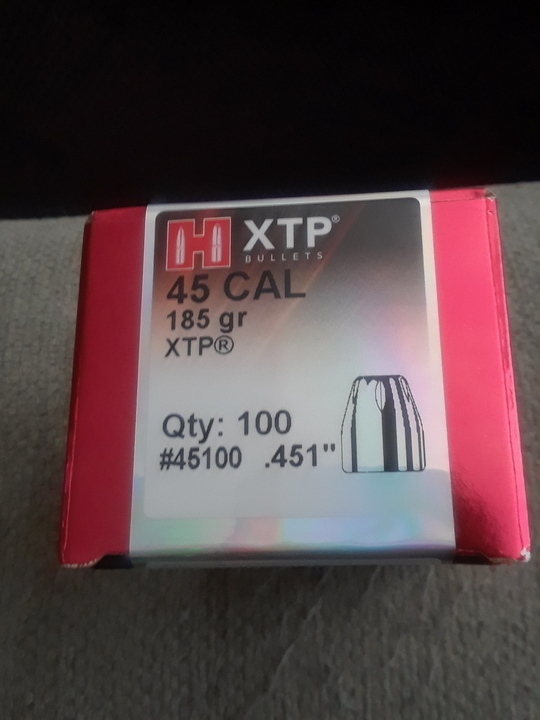 H XTP®
BULLETS
45 CAL
185 gr
XTP®
Qty: 100
#45100 .451"